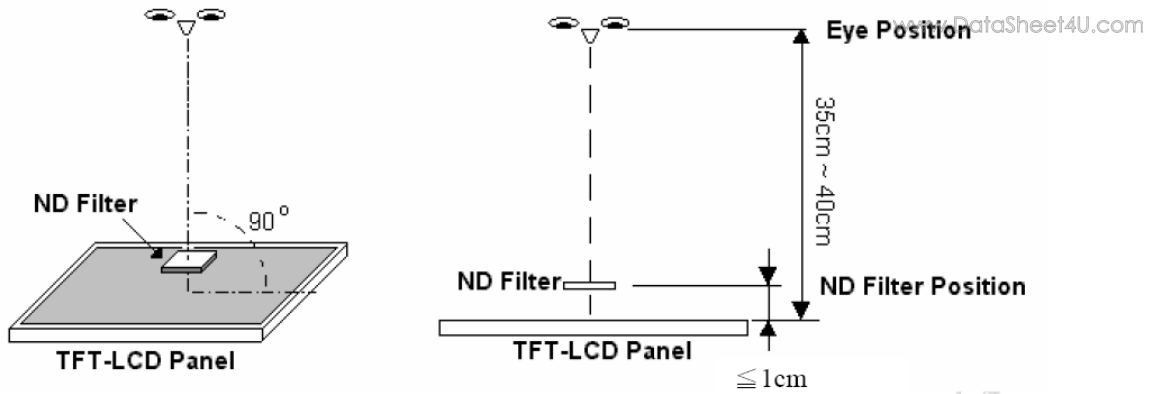 www.DataSheet4U.com
Eye Position
35cm ~ 40cm
ND Filter
90°
ND Filter
ND Filter Position
TFT-LCD Panel
TFT-LCD Panel
≦1cm